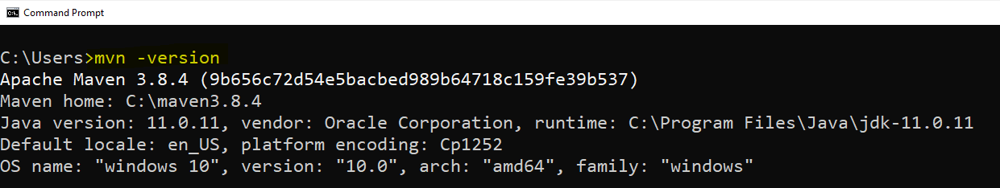 Command Prompt
C:\Users>mvn -version
Apache Maven 3.8.4 (9b656c72d54e5bacbed989b64718c159fe39b537)
Maven home: C:\maven3.8.4
Java version: 11.0.11, vendor: Oracle Corporation, runtime: C:\Program Files\Java\jdk-11.0.11
Default locale: en_US, platform encoding: Cp1252
OS name: "windows 10", version: "10.0", arch: "amd64", family: "windows"